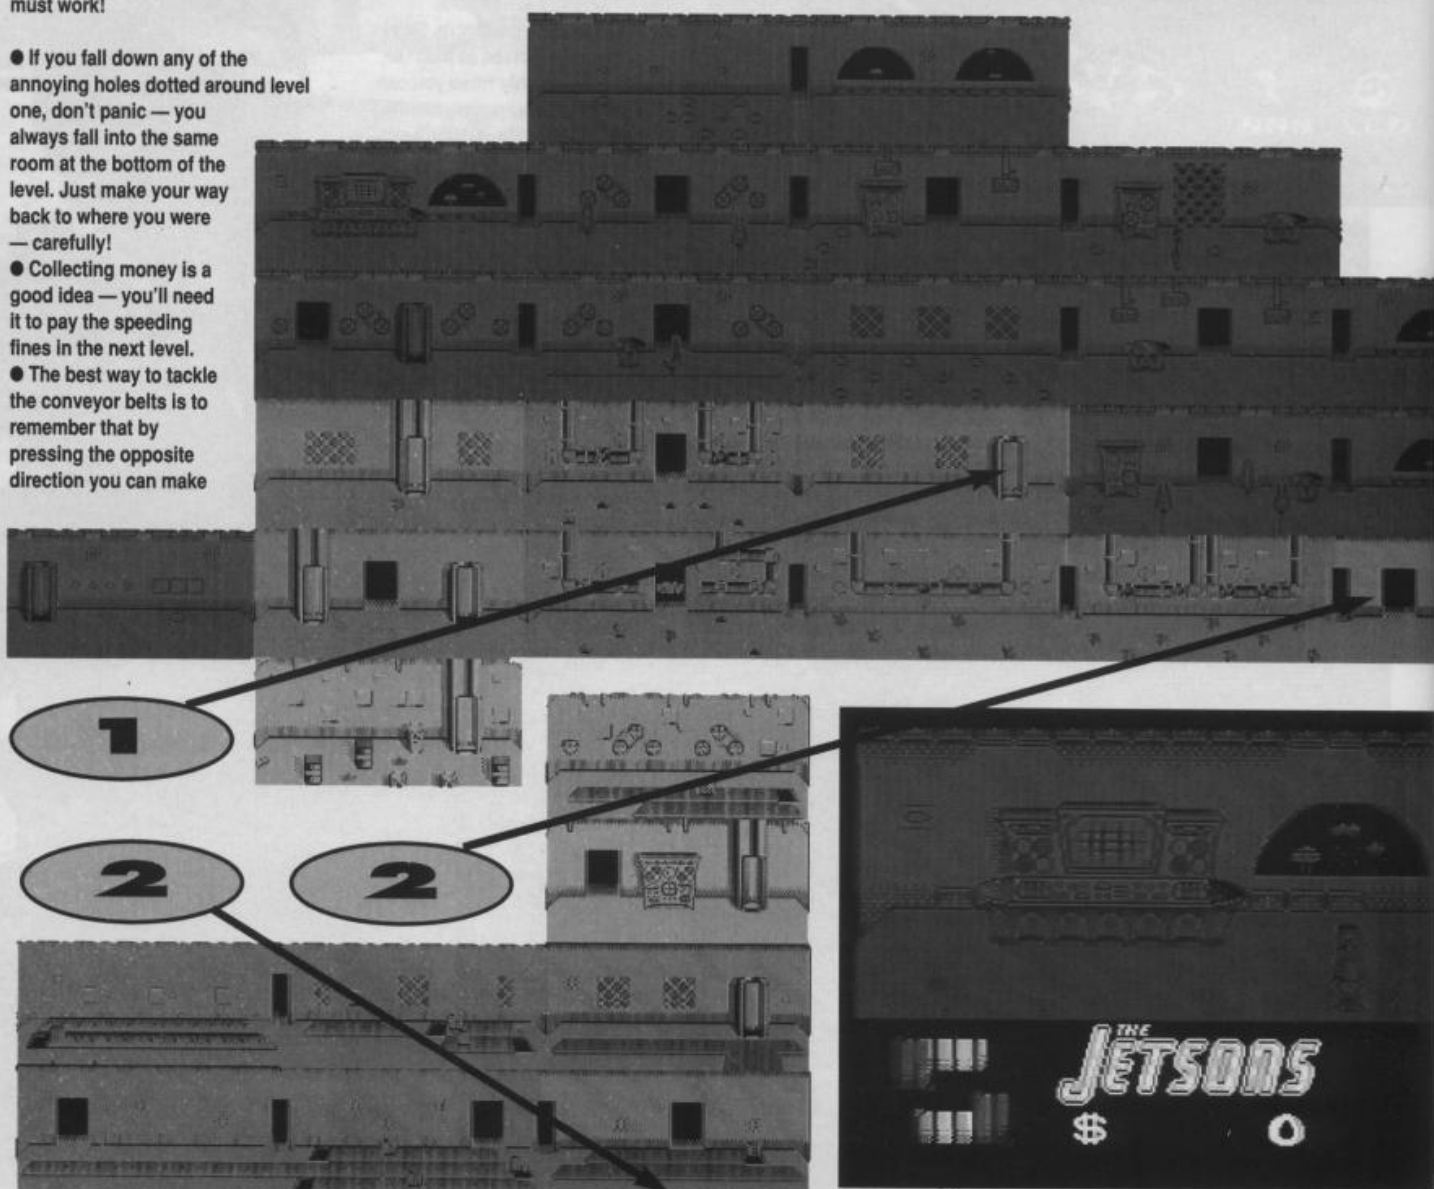 must work!
● If you fall down any of the
annoying holes dotted around level
one, don't panic — you
always fall into the same
room at the bottom of the
level. Just make your way
back to where you were
— carefully!
● Collecting money is a
good idea — you'll need
it to pay the speeding
fines in the next level.
● The best way to tackle
the conveyor belts is to
remember that by
pressing the opposite
direction you can make
1
2
2
THE
JETSONS
$ 0